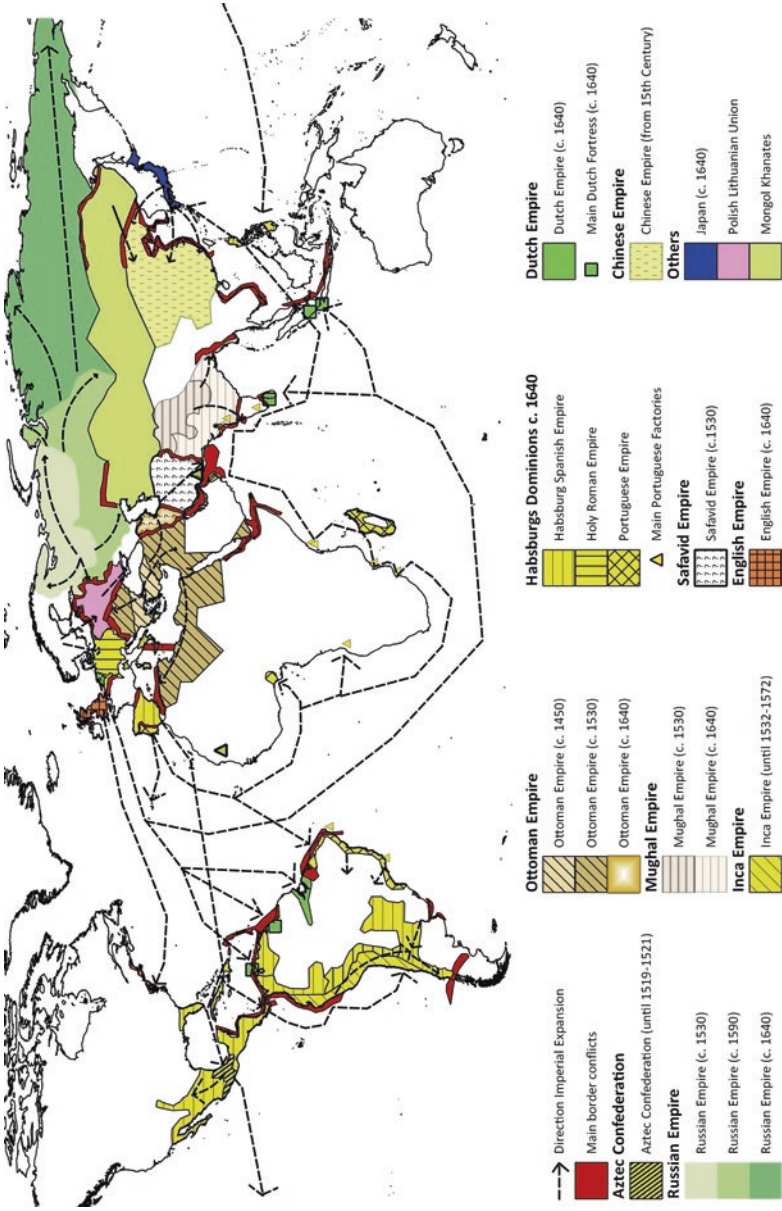 Direction Imperial Expansion
Main border conflicts
Aztec Confederation
Aztec Confederation (until 1519-1521)
Russian Empire
Russian Empire (c. 1530)
Russian Empire (c. 1590)
Russian Empire (c. 1640)
Ottoman Empire
Ottoman Empire (c. 1450)
Ottoman Empire (c. 1530)
Ottoman Empire (c. 1640)
Mughal Empire
Mughal Empire (c. 1530)
Mughal Empire (c. 1640)
Inca Empire
Inca Empire (until 1532-1572)
Habsburgs Dominions c. 1640
Habsburg Spanish Empire
Holy Roman Empire
Portuguese Empire
Main Portuguese Factories
Safavid Empire
Safavid Empire (c.1530)
English Empire
English Empire (c. 1640)
Dutch Empire
Dutch Empire (c. 1640)
Main Dutch Fortress (c. 1640)
Chinese Empire
Chinese Empire (from 15th Century)
Others
Japan (c. 1640)
Polish Lithuanian Union
Mongol Khanates